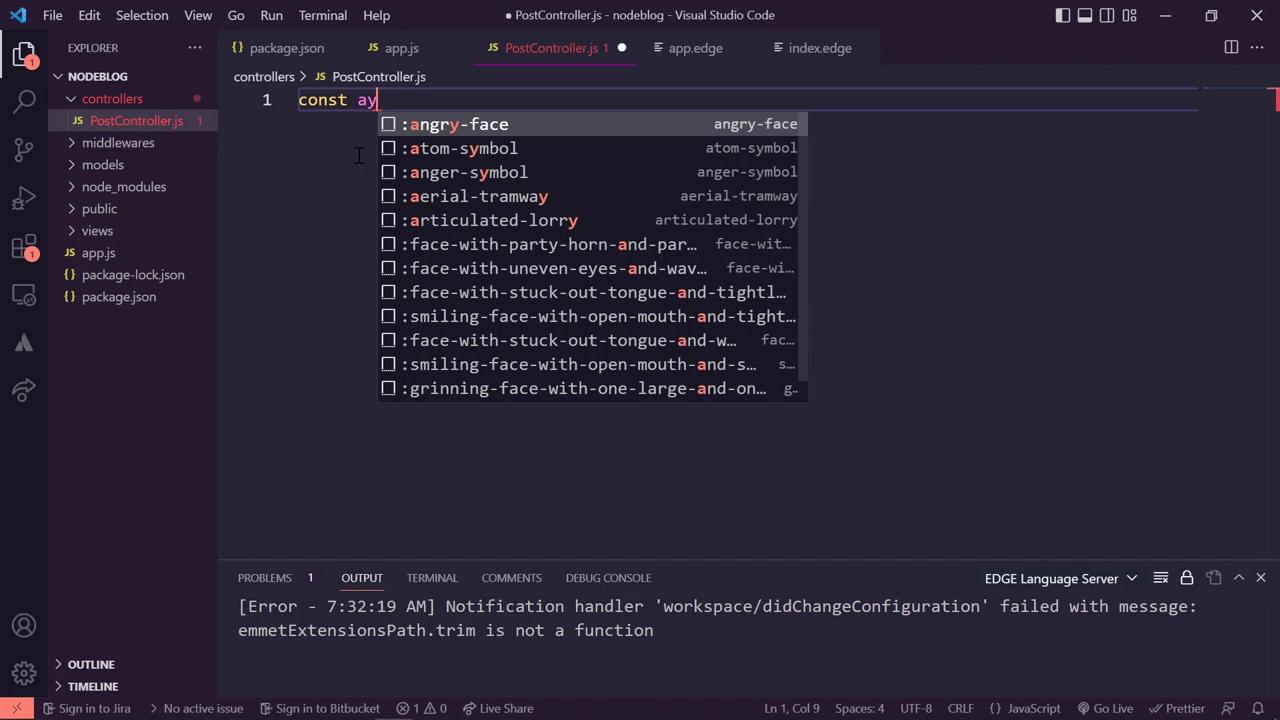 File Edit Selection View Go Run Terminal Help
● PostController.js - nodeblog - Visual Studio Code
EXPLORER
NODEBLOG
controllers
JS PostController.js 1
middlewares
models
node_modules
public
views
JS app.js
{} package-lock.json
{} package.json
OUTLINE
TIMELINE
1
1
{} package.json
JS app.js
JS PostController.js 1
app.edge
index.edge
controllers > JS PostController.js
1 const ay
:angry-face angry-face
:atom-symbol atom-symbol
:anger-symbol anger-symbol
:aerial-tramway aerial-tramway
:articulated-lorry articulated-lorry
:face-with-party-horn-and-par… face-wit…
:face-with-uneven-eyes-and-wav… face-wi…
:face-with-stuck-out-tongue-and-tightl…
:smiling-face-with-open-mouth-and-tight…
:face-with-stuck-out-tongue-and-w… fac…
:smiling-face-with-open-mouth-and-s… s…
:grinning-face-with-one-large-and-on… g…
PROBLEMS 1 OUTPUT TERMINAL COMMENTS DEBUG CONSOLE
EDGE Language Server
[Error - 7:32:19 AM] Notification handler 'workspace/didChangeConfiguration' failed with message:
emmetExtensionsPath.trim is not a function
Sign in to Jira No active issue Sign in to Bitbucket 1 0 Live Share
Ln 1, Col 9 Spaces: 4 UTF-8 CRLF {} JavaScript Go Live Prettier